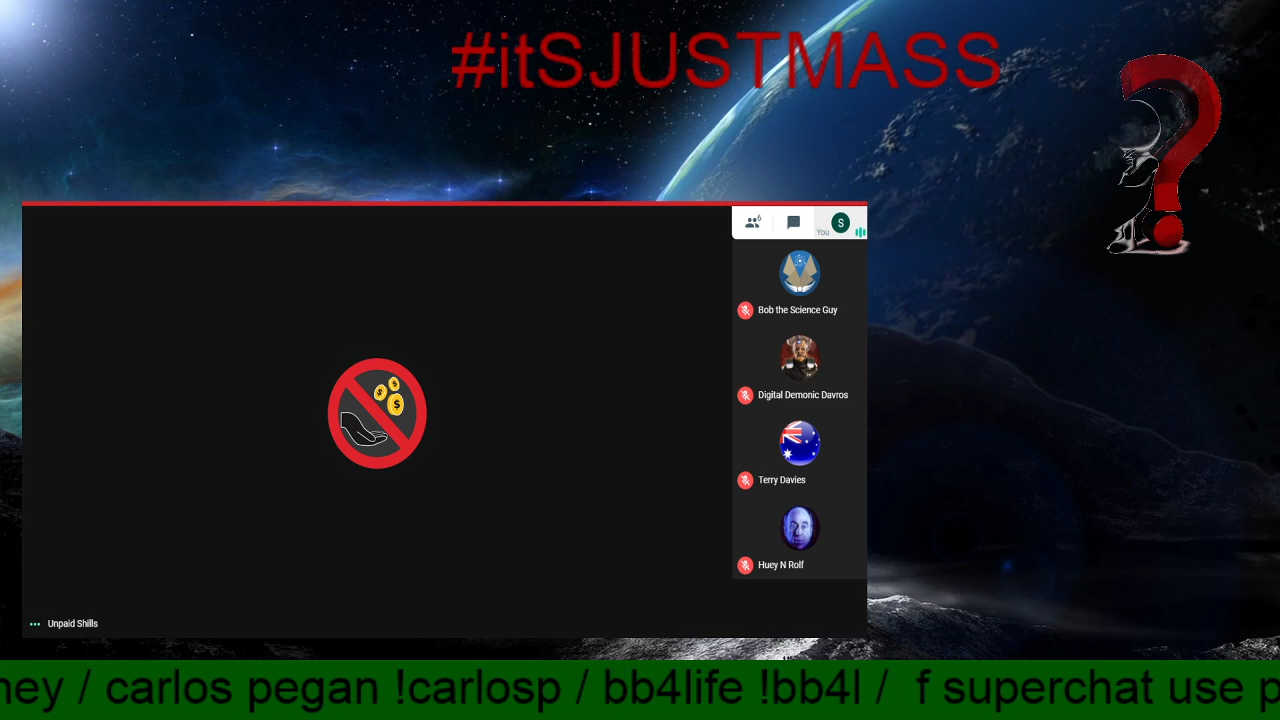 #itSJUSTMASS
6
You
S
Bob the Science Guy
Digital Demonic Davros
Terry Davies
Huey N Rolf
Unpaid Shills
ney / carlos pegan !carlosp / bb4life !bb4l / f superchat use p